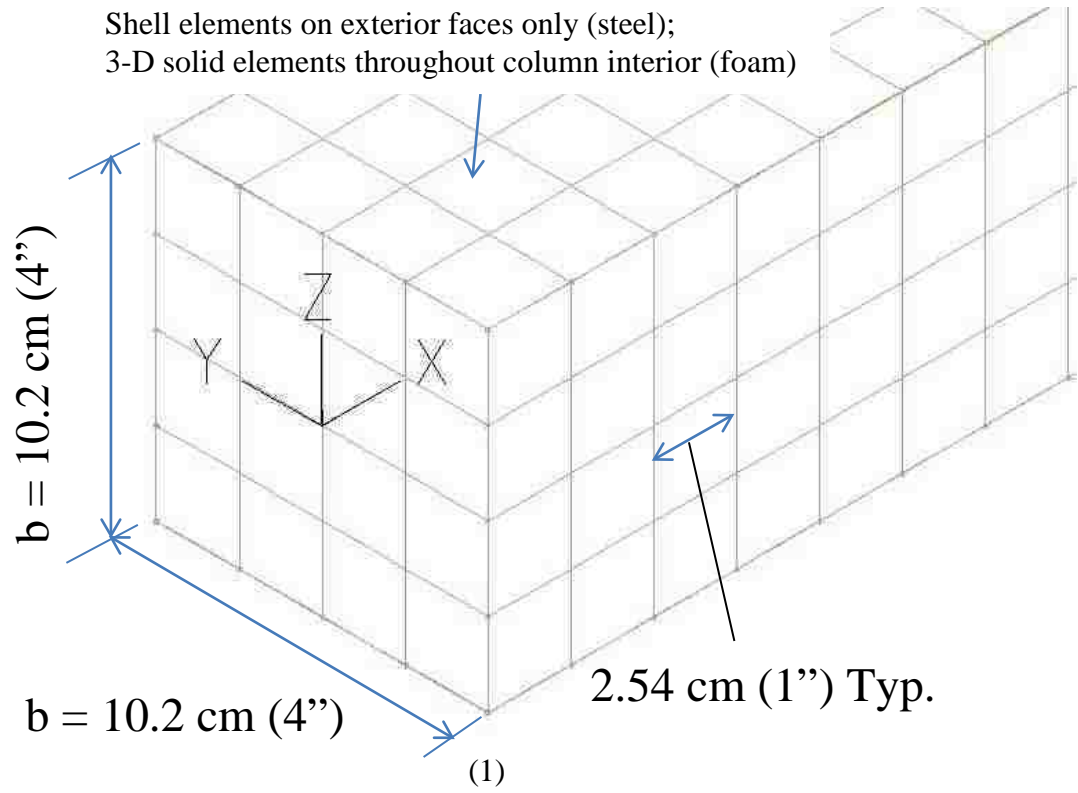 Shell elements on exterior faces only (steel);
3-D solid elements throughout column interior (foam)
b = 10.2 cm (4”)
Z
Y
X
2.54 cm (1”) Typ.
b = 10.2 cm (4”)
(1)